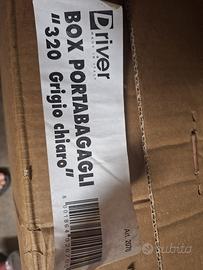 Driver
BOX PORTABAGAGLI
"320 Grigio chiaro"
subito